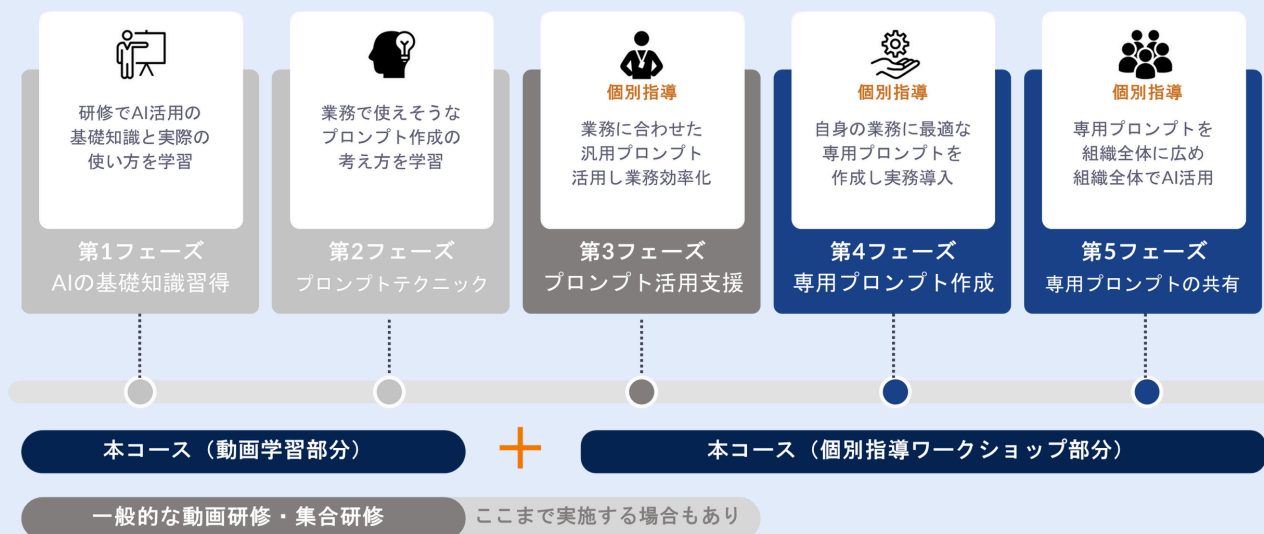 研修でAI活用の
基礎知識と実際の
使い方を学習
第1フェーズ
AIの基礎知識習得
業務で使えそうな
プロンプト作成の
考え方を学習
第2フェーズ
プロンプトテクニック
個別指導
業務に合わせた
汎用プロンプト
活用し業務効率化
第3フェーズ
プロンプト活用支援
個別指導
自身の業務に最適な
専用プロンプトを
作成し実務導入
第4フェーズ
専用プロンプト作成
個別指導
専用プロンプトを
組織全体に広め
組織全体でAI活用
第5フェーズ
専用プロンプトの共有
本コース（動画学習部分）
＋
本コース（個別指導ワークショップ部分）
一般的な動画研修・集合研修
ここまで実施する場合もあり